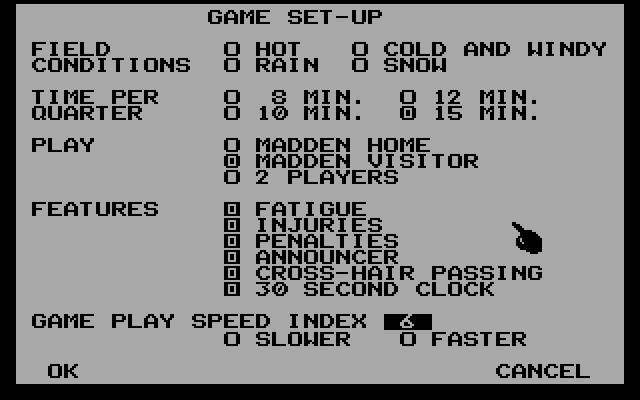 GAME SET-UP
FIELD HOT COLD AND WINDY
CONDITIONS RAIN SNOW
TIME PER 8 MIN. 12 MIN.
QUARTER 10 MIN. 15 MIN.
PLAY MADDEN HOME
MADDEN VISITOR
2 PLAYERS
FEATURES FATIGUE
INJURIES
PENALTIES
ANNOUNCER
CROSS-HAIR PASSING
30 SECOND CLOCK
GAME PLAY SPEED INDEX 6
SLOWER FASTER
OK CANCEL